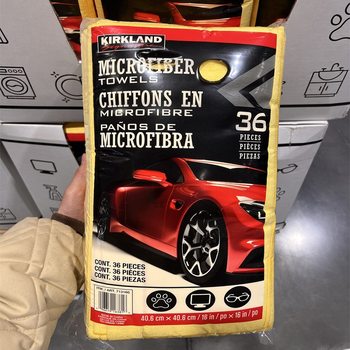 KIRKLAND
MICROFIBER
TOWELS
CHIFFONS EN
MICROFIBRE
PAÑOS DE
MICROFIBRA
36
PIECES
PIÈCES
PIEZAS
CONT. 36 PIECES
CONT. 36 PIÈCES
CONT. 36 PIEZAS
40.6 cm × 40.6 cm / 16 in / po × 16 in / po